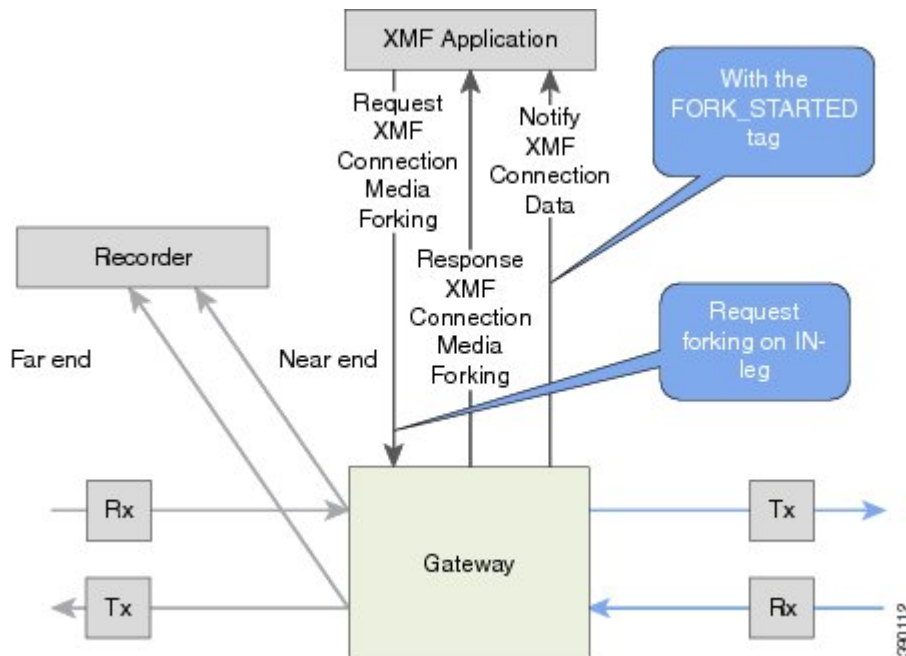 XMF Application
Request
XMF
Connection
Media
Forking
Notify
XMF
Connection
Data
With the
FORK_STARTED
tag
Recorder
Response
XMF
Connection
Media
Forking
Request
forking on IN-
leg
Far end
Near end
Rx
Tx
Gateway
Tx
Rx
390112